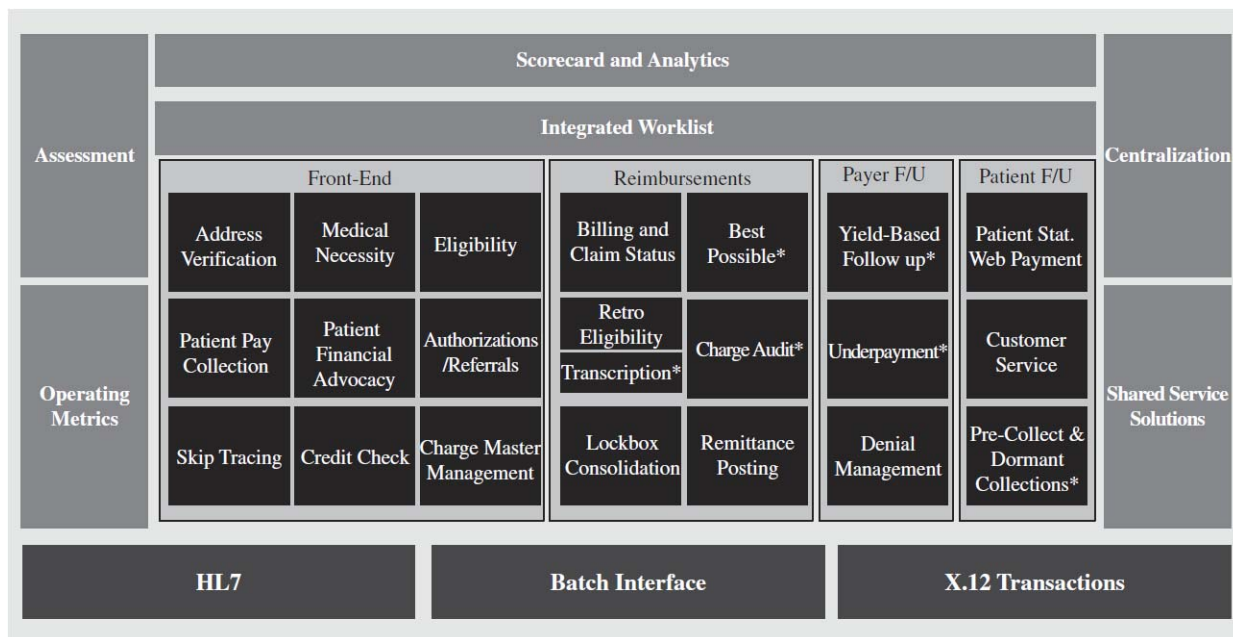 Scorecard and Analytics
Integrated Worklist
Assessment
Operating
Metrics
Front-End
Address
Verification
Medical
Necessity
Eligibility
Patient Pay
Collection
Patient
Financial
Advocacy
Authorizations
/Referrals
Skip Tracing
Credit Check
Charge Master
Management
Reimbursements
Billing and
Claim Status
Best
Possible*
Retro
Eligibility
Transcription*
Charge Audit*
Lockbox
Consolidation
Remittance
Posting
Payer F/U
Yield-Based
Follow up*
Underpayment*
Denial
Management
Patient F/U
Patient Stat.
Web Payment
Customer
Service
Pre-Collect &
Dormant
Collections*
Centralization
Shared Service
Solutions
HL7
Batch Interface
X.12 Transactions